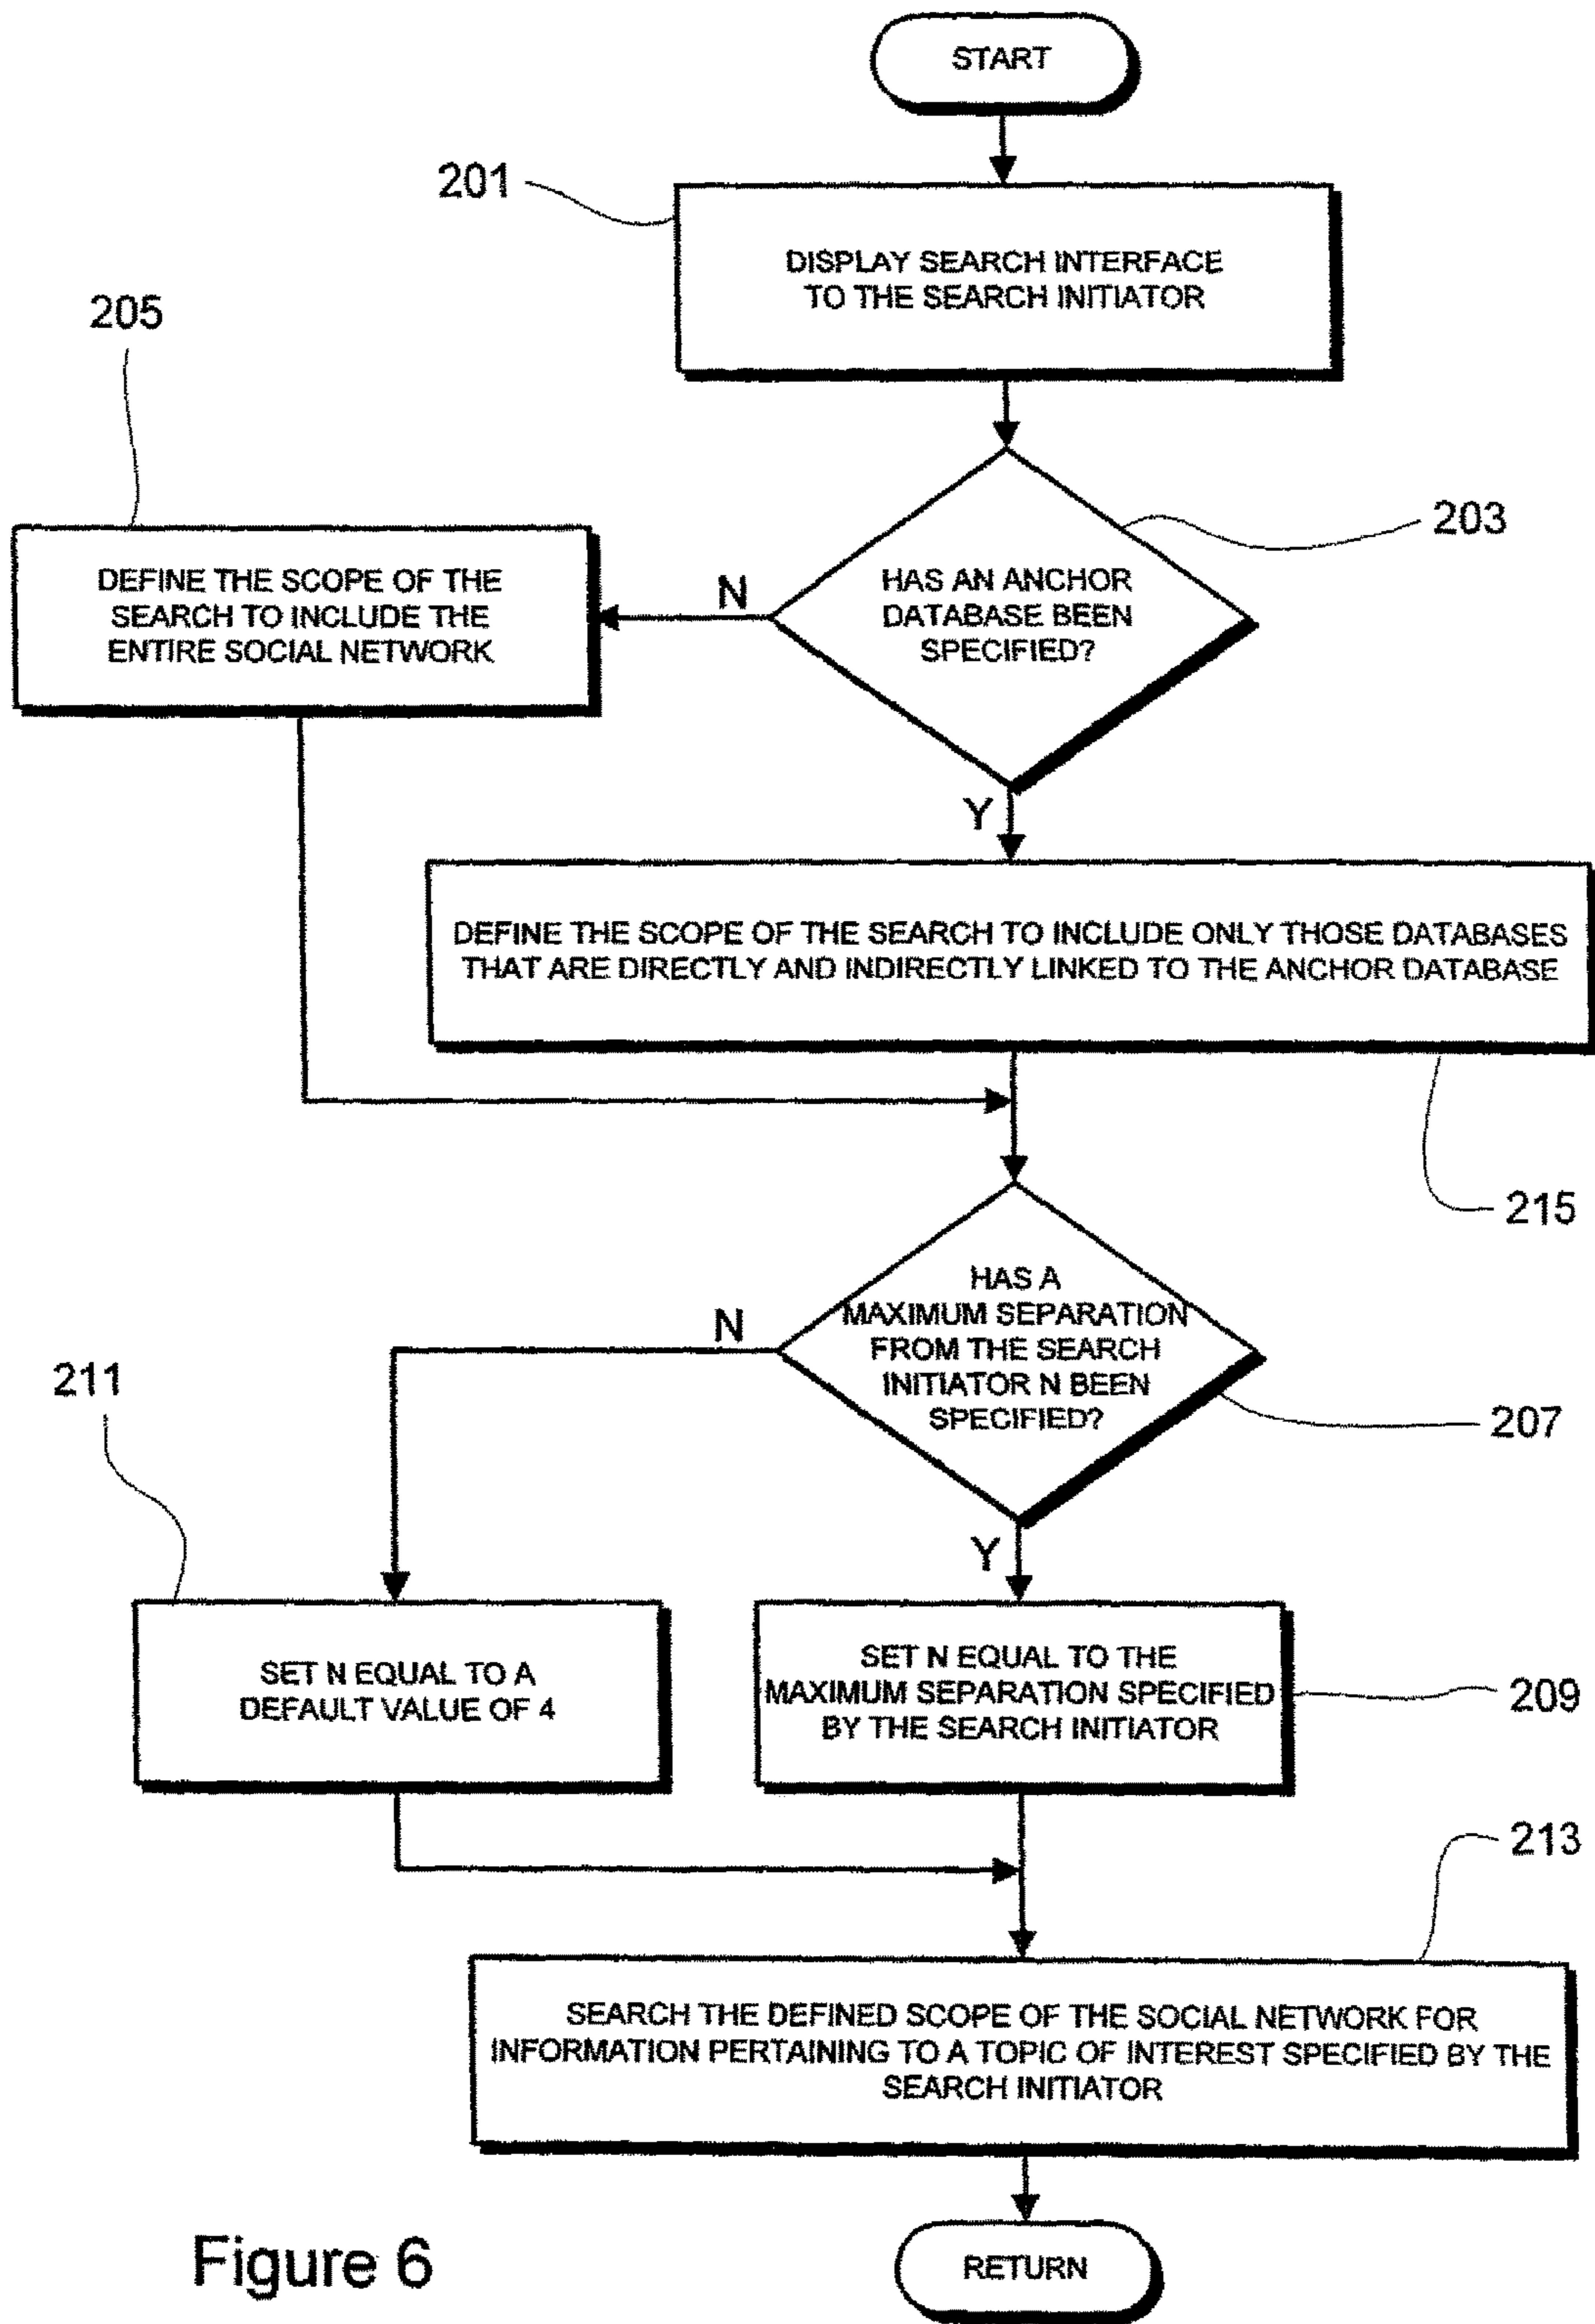 START
201
DISPLAY SEARCH INTERFACE
TO THE SEARCH INITIATOR
205
203
HAS AN ANCHOR
DATABASE BEEN
SPECIFIED?
N
DEFINE THE SCOPE OF THE
SEARCH TO INCLUDE THE
ENTIRE SOCIAL NETWORK
Y
DEFINE THE SCOPE OF THE SEARCH TO INCLUDE ONLY THOSE DATABASES
THAT ARE DIRECTLY AND INDIRECTLY LINKED TO THE ANCHOR DATABASE
215
HAS A
MAXIMUM SEPARATION
FROM THE SEARCH
INITIATOR N BEEN
SPECIFIED?
N
211
207
Y
SET N EQUAL TO A
DEFAULT VALUE OF 4
SET N EQUAL TO THE
MAXIMUM SEPARATION SPECIFIED
BY THE SEARCH INITIATOR
209
213
SEARCH THE DEFINED SCOPE OF THE SOCIAL NETWORK FOR
INFORMATION PERTAINING TO A TOPIC OF INTEREST SPECIFIED BY THE
SEARCH INITIATOR
RETURN
Figure 6